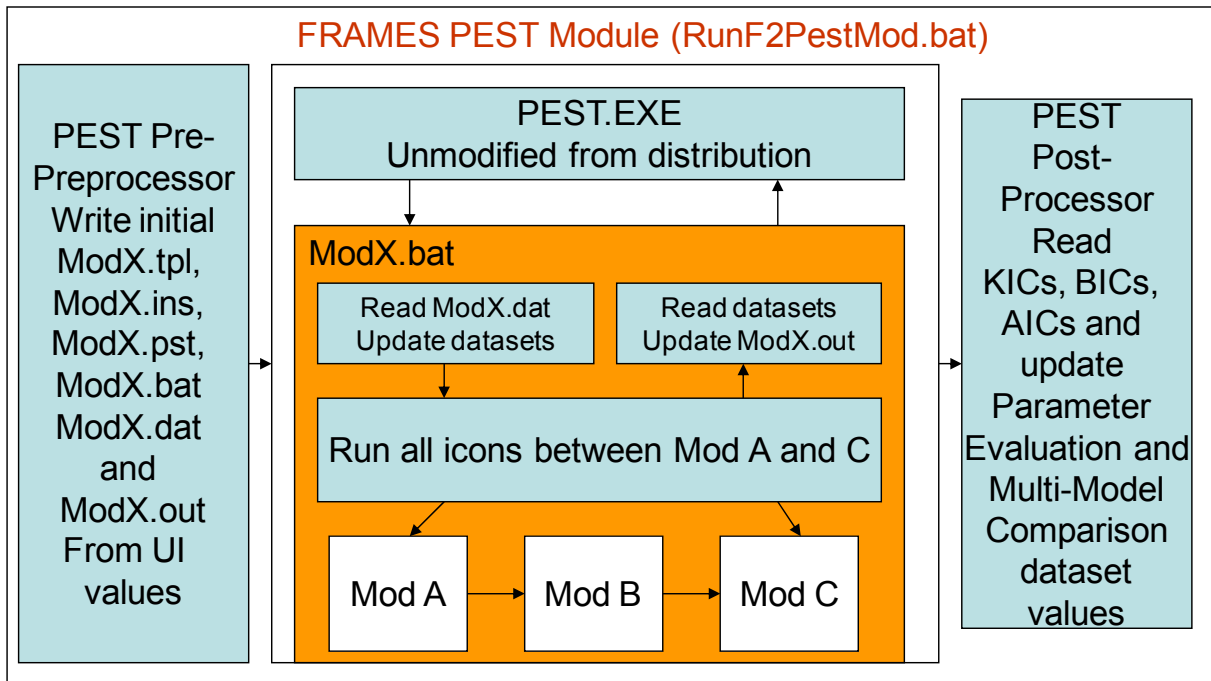 FRAMES PEST Module (RunF2PestMod.bat)
PEST Pre-
Preprocessor
Write initial
ModX.tpl,
ModX.ins,
ModX.pst,
ModX.bat
ModX.dat
and
ModX.out
From UI
values
PEST.EXE
Unmodified from distribution
ModX.bat
Read ModX.dat
Update datasets
Read datasets
Update ModX.out
Run all icons between Mod A and C
Mod A
Mod B
Mod C
PEST
Post-
Processor
Read
KICs, BICs,
AICs and
update
Parameter
Evaluation and
Multi-Model
Comparison
dataset
values